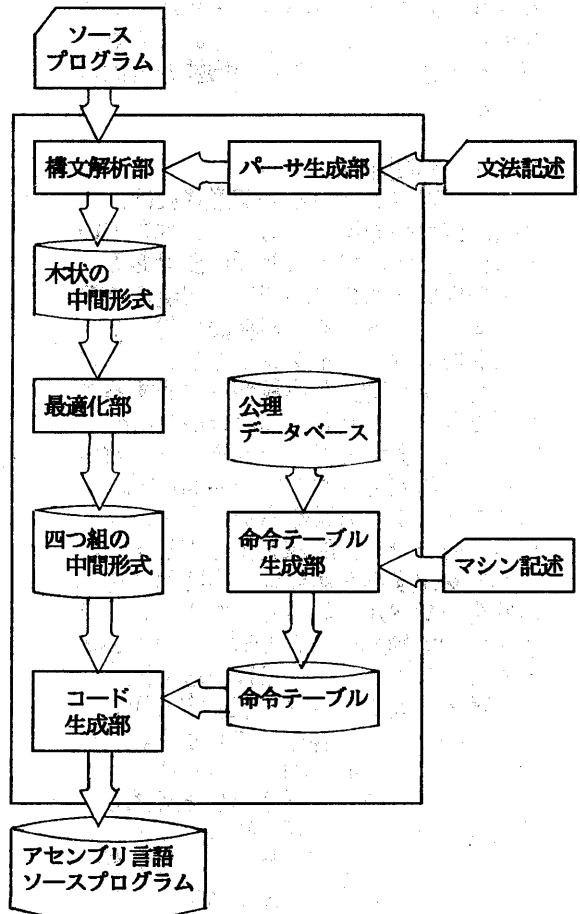 ソース
プログラム
構文解析部
パーサ生成部
文法記述
木状の
中間形式
最適化部
公理
データベース
四つ組の
中間形式
命令テーブル
生成部
マシン記述
コード
生成部
命令テーブル
アセンブリ言語
ソースプログラム